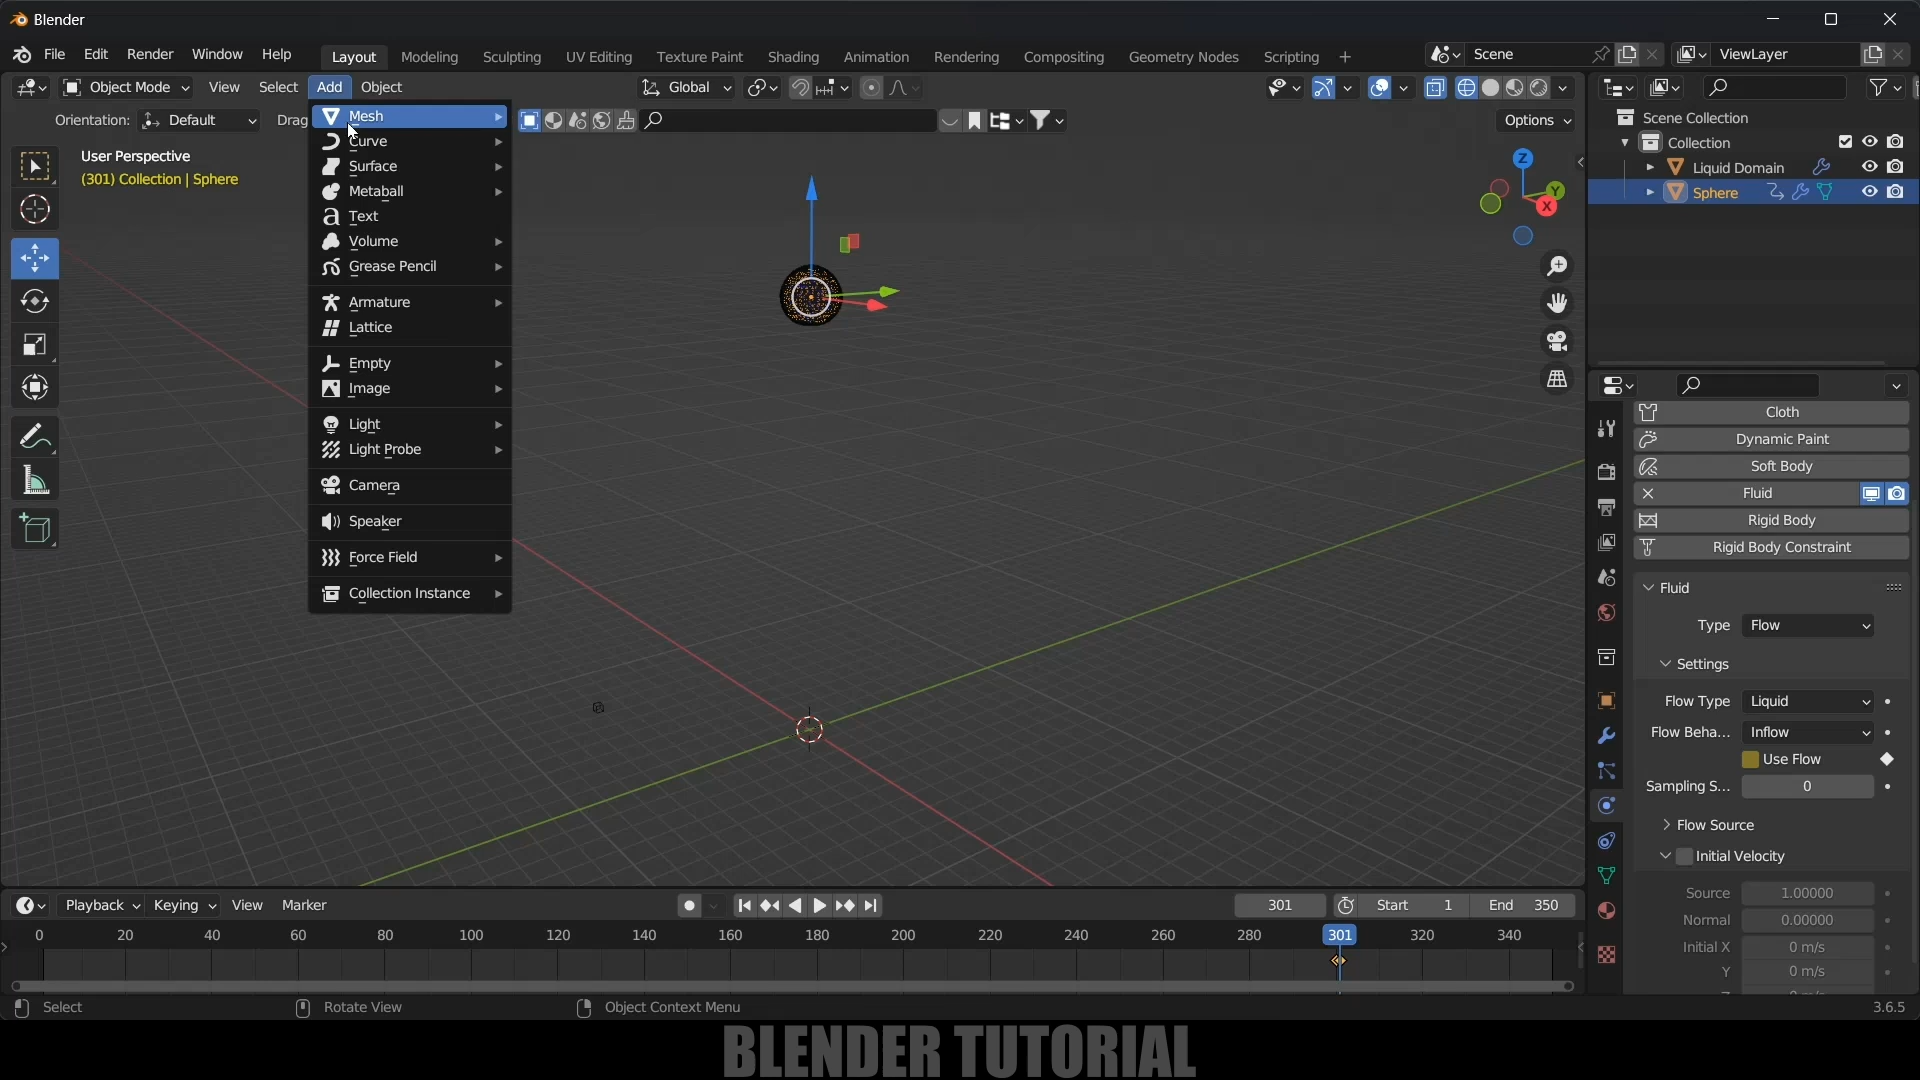 Blender
File Edit Render Window Help Layout Modeling Sculpting UV Editing Texture Paint Shading Animation Rendering Compositing Geometry Nodes Scripting + Scene ViewLayer
Object Mode View Select Add Object Global
Orientation: Default Drag Options
User Perspective
(301) Collection | Sphere
Mesh
Curve
Surface
Metaball
Text
Volume
Grease Pencil
Armature
Lattice
Empty
Image
Light
Light Probe
Camera
Speaker
Force Field
Collection Instance
Z
Y
X
Scene Collection
Collection
Liquid Domain
Sphere
Cloth
Dynamic Paint
Soft Body
Fluid
Rigid Body
Rigid Body Constraint
Fluid
Type Flow
Settings
Flow Type Liquid
Flow Beha... Inflow
Use Flow
Sampling S... 0
Flow Source
Initial Velocity
Source 1.00000
Normal 0.00000
Initial X 0 m/s
Y 0 m/s
Playback Keying View Marker 301 Start 1 End 350
0 20 40 60 80 100 120 140 160 180 200 220 240 260 280 301 320 340
Select Rotate View Object Context Menu 3.6.5
BLENDER TUTORIAL